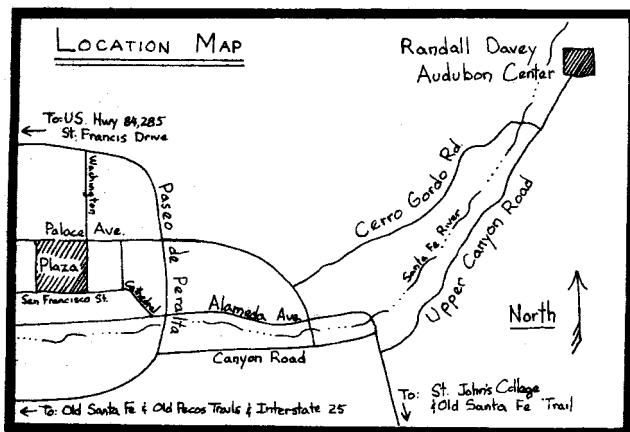 LOCATION MAP
Randall Davey
Audubon Center
To: US. Hwy 84,285
St. Francis Drive
Washington
Paseo de Peralta
Cerro Gordo Rd.
Palace Ave.
Plaza
Santa Fe River
Upper Canyon Road
Cathedral
San Francisco St.
Alameda Ave.
North
Canyon Road
To: Old Santa Fe & Old Pecos Trails & Interstate 25
To: St. John's Collage
& Old Santa Fe Trail